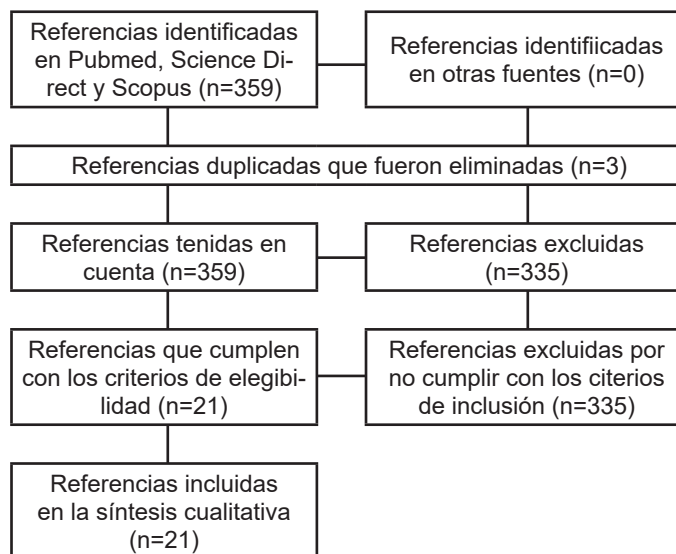 Referencias identificadas
en Pubmed, Science Di-
rect y Scopus (n=359)
Referencias identifiicadas
en otras fuentes (n=0)
Referencias duplicadas que fueron eliminadas (n=3)
Referencias tenidas en
cuenta (n=359)
Referencias excluidas
(n=335)
Referencias que cumplen
con los criterios de elegibi-
lidad (n=21)
Referencias excluidas por
no cumplir con los citerios
de inclusión (n=335)
Referencias incluidas
en la síntesis cualitativa
(n=21)